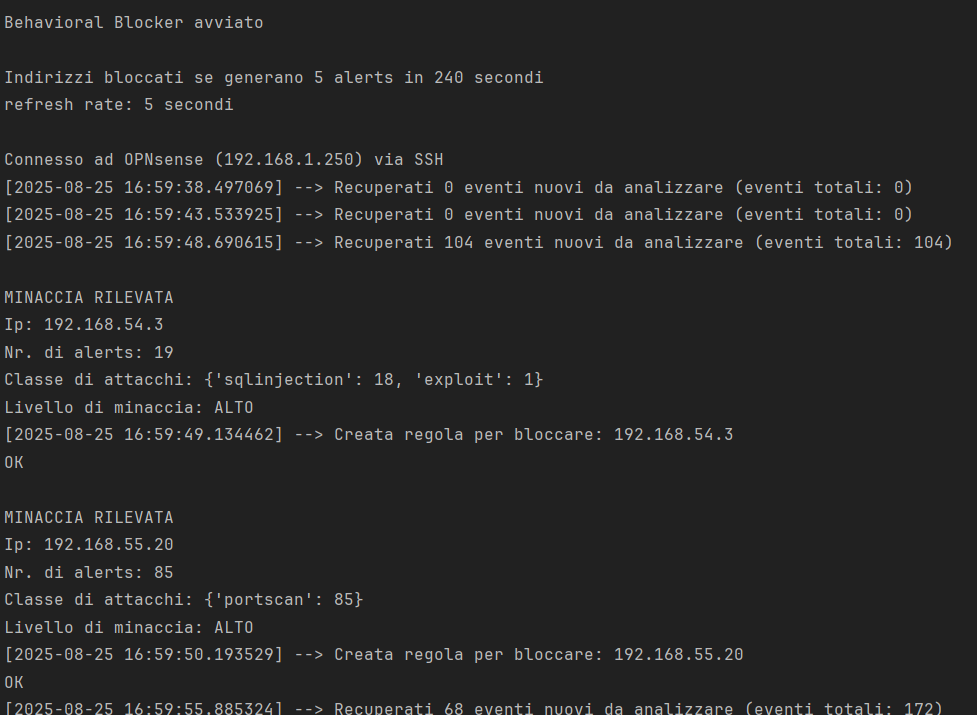 Behavioral Blocker avviato
Indirizzi bloccati se generano 5 alerts in 240 secondi
refresh rate: 5 secondi
Connesso ad OPNsense (192.168.1.250) via SSH
[2025-08-25 16:59:38.497069] --> Recuperati 0 eventi nuovi da analizzare (eventi totali: 0)
[2025-08-25 16:59:43.533925] --> Recuperati 0 eventi nuovi da analizzare (eventi totali: 0)
[2025-08-25 16:59:48.690615] --> Recuperati 104 eventi nuovi da analizzare (eventi totali: 104)
MINACCIA RILEVATA
Ip: 192.168.54.3
Nr. di alerts: 19
Classe di attacchi: {'sqlinjection': 18, 'exploit': 1}
Livello di minaccia: ALTO
[2025-08-25 16:59:49.134462] --> Creata regola per bloccare: 192.168.54.3
OK
MINACCIA RILEVATA
Ip: 192.168.55.20
Nr. di alerts: 85
Classe di attacchi: {'portscan': 85}
Livello di minaccia: ALTO
[2025-08-25 16:59:50.193529] --> Creata regola per bloccare: 192.168.55.20
OK
[2025-08-25 16:59:55.885324] --> Recuperati 68 eventi nuovi da analizzare (eventi totali: 172)